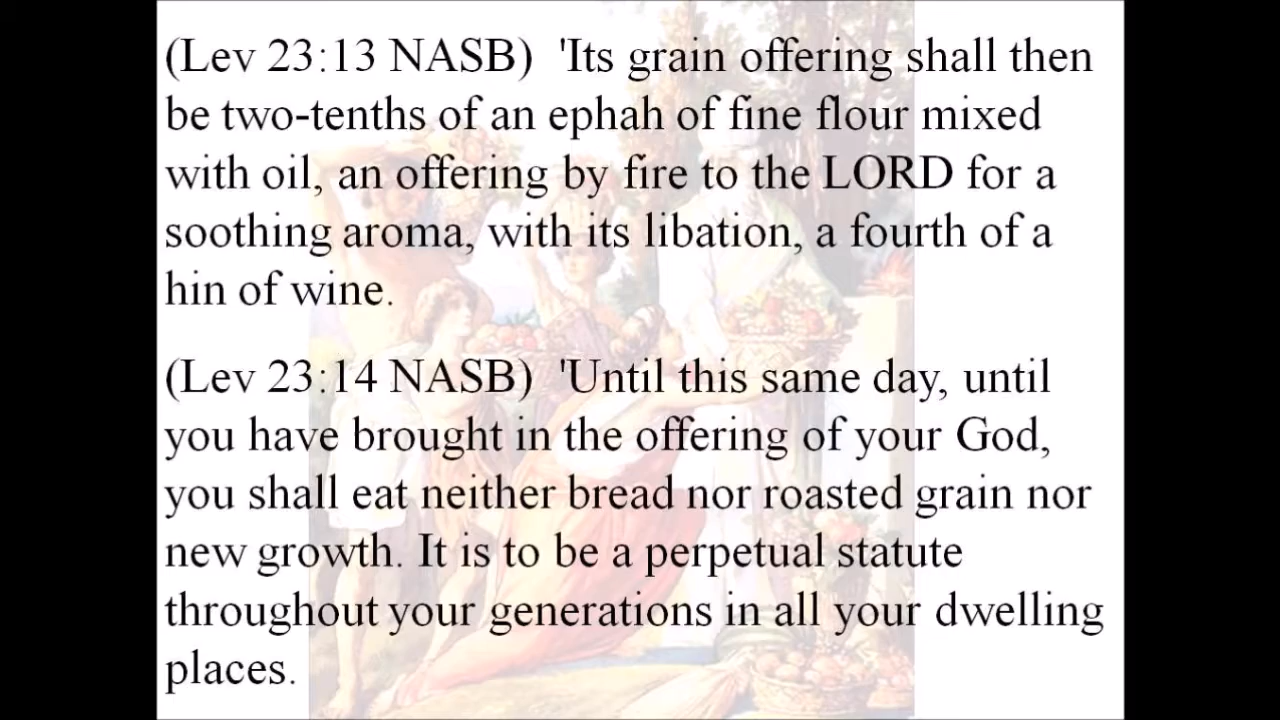 (Lev 23:13 NASB)  'Its grain offering shall then
be two-tenths of an ephah of fine flour mixed
with oil, an offering by fire to the LORD for a
soothing aroma, with its libation, a fourth of a
hin of wine.
(Lev 23:14 NASB)  'Until this same day, until
you have brought in the offering of your God,
you shall eat neither bread nor roasted grain nor
new growth. It is to be a perpetual statute
throughout your generations in all your dwelling
places.